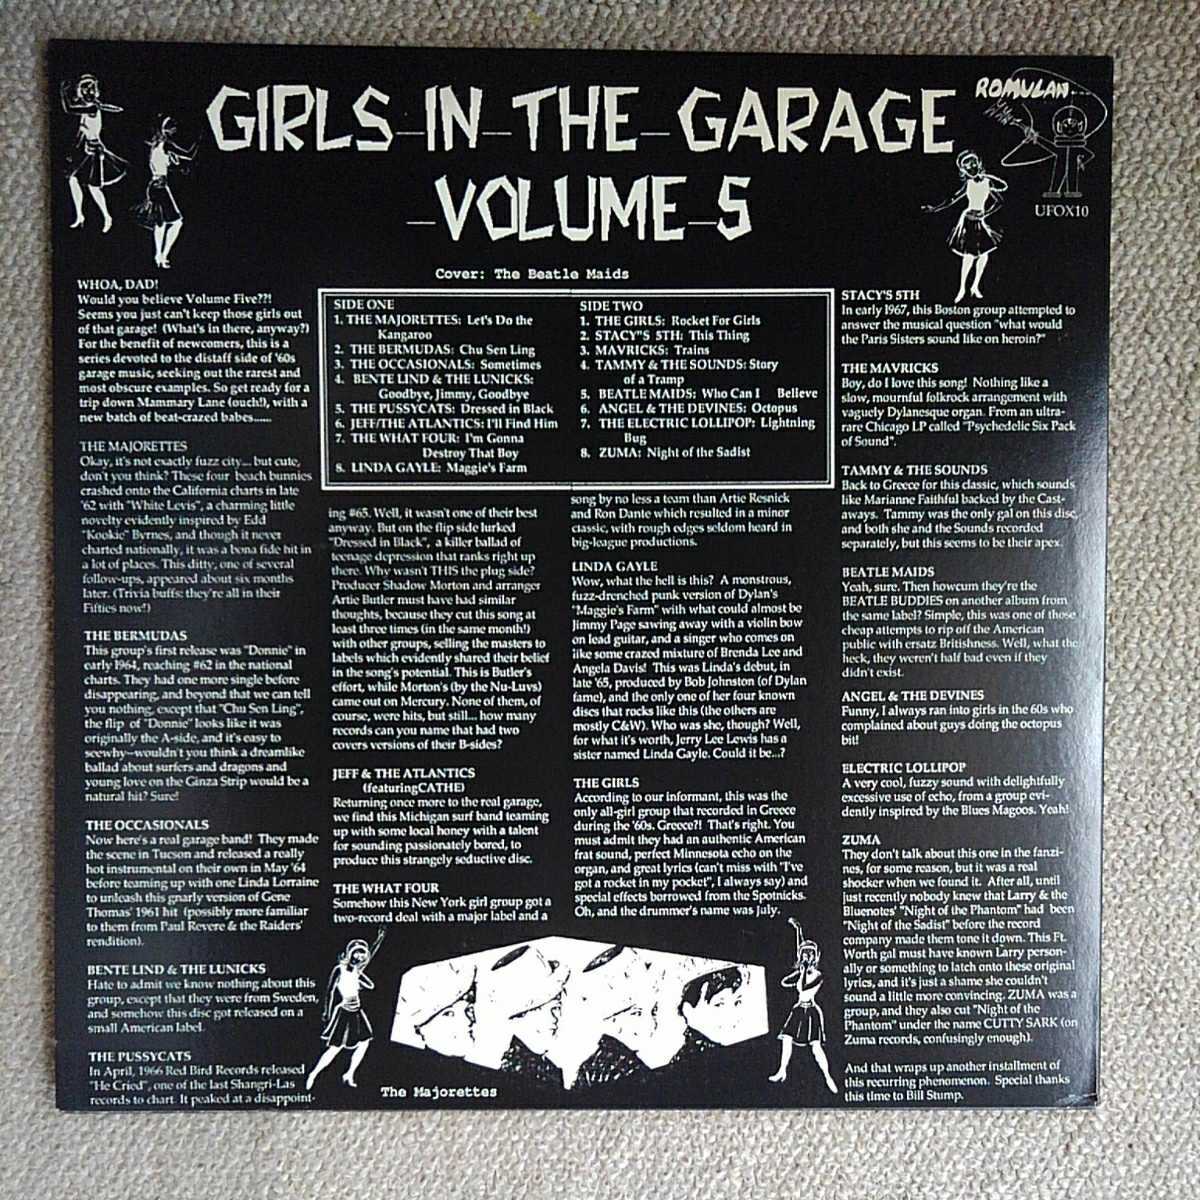 GIRLS-IN-THE-GARAGE
-VOLUME-5
ROMULAN
UFOX10
Cover: The Beatle Maids
WHOA, DAD!
Would you believe Volume Five??!
Seems you just can't keep those girls out
of that garage! (What's in there, anyway?)
For the benefit of newcomers, this is a
series devoted to the distaff side of '60s
garage music, seeking out the rarest and
most obscure examples. So get ready for a
trip down Mammary Lane (ouch!), with a
new batch of beat-crazed babes......
THE MAJORETTES
Okay, it's not exactly fuzz city... but cute,
don't you think? These four beach bunnies
crashed onto the California charts in late
'62 with "White Levis", a charming little
novelty evidently inspired by Edd
"Kookie" Byrnes, and though it never
charted nationally, it was a bona fide hit in
a lot of places. This ditty, one of several
follow-ups, appeared about six months
later. (Trivia buffs: they're all in their
Fifties now!)
THE BERMUDAS
This group's first release was "Donnie" in
early 1964, reaching #62 in the national
charts. They had one more single before
disappearing, and beyond that we can tell
you nothing, except that "Chu Sen Ling",
the flip of "Donnie" looks like it was
originally the A-side, and it's easy to
seewhy--wouldn't you think a dreamlike
ballad about surfers and dragons and
young love on the Ginza Strip would be a
natural hit? Sure!
THE OCCASIONALS
Now here's a real garage band! They made
the scene in Tucson and released a really
hot instrumental on their own in May '64
before teaming up with one Linda Lorraine
to unleash this gnarly version of Gene
Thomas' 1961 hit (possibly more familiar
to them from Paul Revere & the Raiders'
rendition).
BENTE LIND & THE LUNICKS
Hate to admit we know nothing about this
group, except that they were from Sweden,
and somehow this disc got released on a
small American label.
THE PUSSYCATS
In April, 1966 Red Bird Records released
"He Cried", one of the last Shangri-Las
records to chart. It peaked at a disappoint-
SIDE ONE
1. THE MAJORETTES: Let's Do the
Kangaroo
2. THE BERMUDAS: Chu Sen Ling
3. THE OCCASIONALS: Sometimes
4. BENTE LIND & THE LUNICKS:
Goodbye, Jimmy, Goodbye
5. THE PUSSYCATS: Dressed in Black
6. JEFF/THE ATLANTICS: I'll Find Him
7. THE WHAT FOUR: I'm Gonna
Destroy That Boy
8. LINDA GAYLE: Maggie's Farm
SIDE TWO
1. THE GIRLS: Rocket For Girls
2. STACY"S 5TH: This Thing
3. MAVRICKS: Trains
4. TAMMY & THE SOUNDS: Story
of a Tramp
5. BEATLE MAIDS: Who Can I Believe
6. ANGEL & THE DEVINES: Octopus
7. THE ELECTRIC LOLLIPOP: Lightning
Bug
8. ZUMA: Night of the Sadist
ing #65. Well, it wasn't one of their best
anyway. But on the flip side lurked
"Dressed in Black", a killer ballad of
teenage depression that ranks right up
there. Why wasn't THIS the plug side?
Producer Shadow Morton and arranger
Artie Butler must have had similar
thoughts, because they cut this song at
least three times (in the same month!)
with other groups, selling the masters to
labels which evidently shared their belief
in the song's potential. This is Butler's
effort, while Morton's (by the Nu-Luvs)
came out on Mercury. None of them, of
course, were hits, but still... how many
records can you name that had two
covers versions of their B-sides?
JEFF & THE ATLANTICS
(featuringCATHE)
Returning once more to the real garage,
we find this Michigan surf band teaming
up with some local honey with a talent
for sounding passionately bored, to
produce this strangely seductive disc.
THE WHAT FOUR
Somehow this New York girl group got a
two-record deal with a major label and a
song by no less a team than Artie Resnick
and Ron Dante which resulted in a minor
classic, with rough edges seldom heard in
big-league productions.
LINDA GAYLE
Wow, what the hell is this? A monstrous,
fuzz-drenched punk version of Dylan's
"Maggie's Farm" with what could almost be
Jimmy Page sawing away with a violin bow
on lead guitar, and a singer who comes on
like some crazed mixture of Brenda Lee and
Angela Davis! This was Linda's debut, in
late '65, produced by Bob Johnston (of Dylan
fame), and the only one of her four known
discs that rocks like this (the others are
mostly C&W). Who was she, though? Well,
for what it's worth, Jerry Lee Lewis has a
sister named Linda Gayle. Could it be...?
THE GIRLS
According to our informant, this was the
only all-girl group that recorded in Greece
during the '60s. Greece?! That's right. You
must admit they had an authentic American
frat sound, perfect Minnesota echo on the
organ, and great lyrics (can't miss with "I've
got a rocket in my pocket", I always say) and
special effects borrowed from the Spotnicks.
Oh, and the drummer's name was July.
STACY'S 5TH
In early 1967, this Boston group attempted to
answer the musical question "what would
the Paris Sisters sound like on heroin?"
THE MAVRICKS
Boy, do I love this song! Nothing like a
slow, mournful folkrock arrangement with
vaguely Dylanesque organ. From an ultra-
rare Chicago LP called "Psychedelic Six Pack
of Sound".
TAMMY & THE SOUNDS
Back to Greece for this classic, which sounds
like Marianne Faithful backed by the Cast-
aways. Tammy was the only gal on this disc,
and both she and the Sounds recorded
separately, but this seems to be their apex.
BEATLE MAIDS
Yeah, sure. Then howcum they're the
BEATLE BUDDIES on another album from
the same label? Simple, this was one of those
cheap attempts to rip off the American
public with ersatz Britishness. Well, what the
heck, they weren't half bad even if they
didn't exist.
ANGEL & THE DEVINES
Funny, I always ran into girls in the 60s who
complained about guys doing the octopus
bit!
ELECTRIC LOLLIPOP
A very cool, fuzzy sound with delightfully
excessive use of echo, from a group evi-
dently inspired by the Blues Magoos. Yeah!
ZUMA
They don't talk about this one in the fanzi-
nes, for some reason, but it was a real
shocker when we found it. After all, until
just recently nobody knew that Larry & the
Bluenotes' "Night of the Phantom" had been
"Night of the Sadist" before the record
company made them tone it down. This Ft.
Worth gal must have known Larry person-
ally or something to latch onto these original
lyrics, and it's just a shame she couldn't
sound a little more convincing. ZUMA was a
group, and they also cut "Night of the
Phantom" under the name CUTTY SARK (on
Zuma records, confusingly enough).
And that wraps up another installment of
this recurring phenomenon. Special thanks
this time to Bill Stump.
The Majorettes